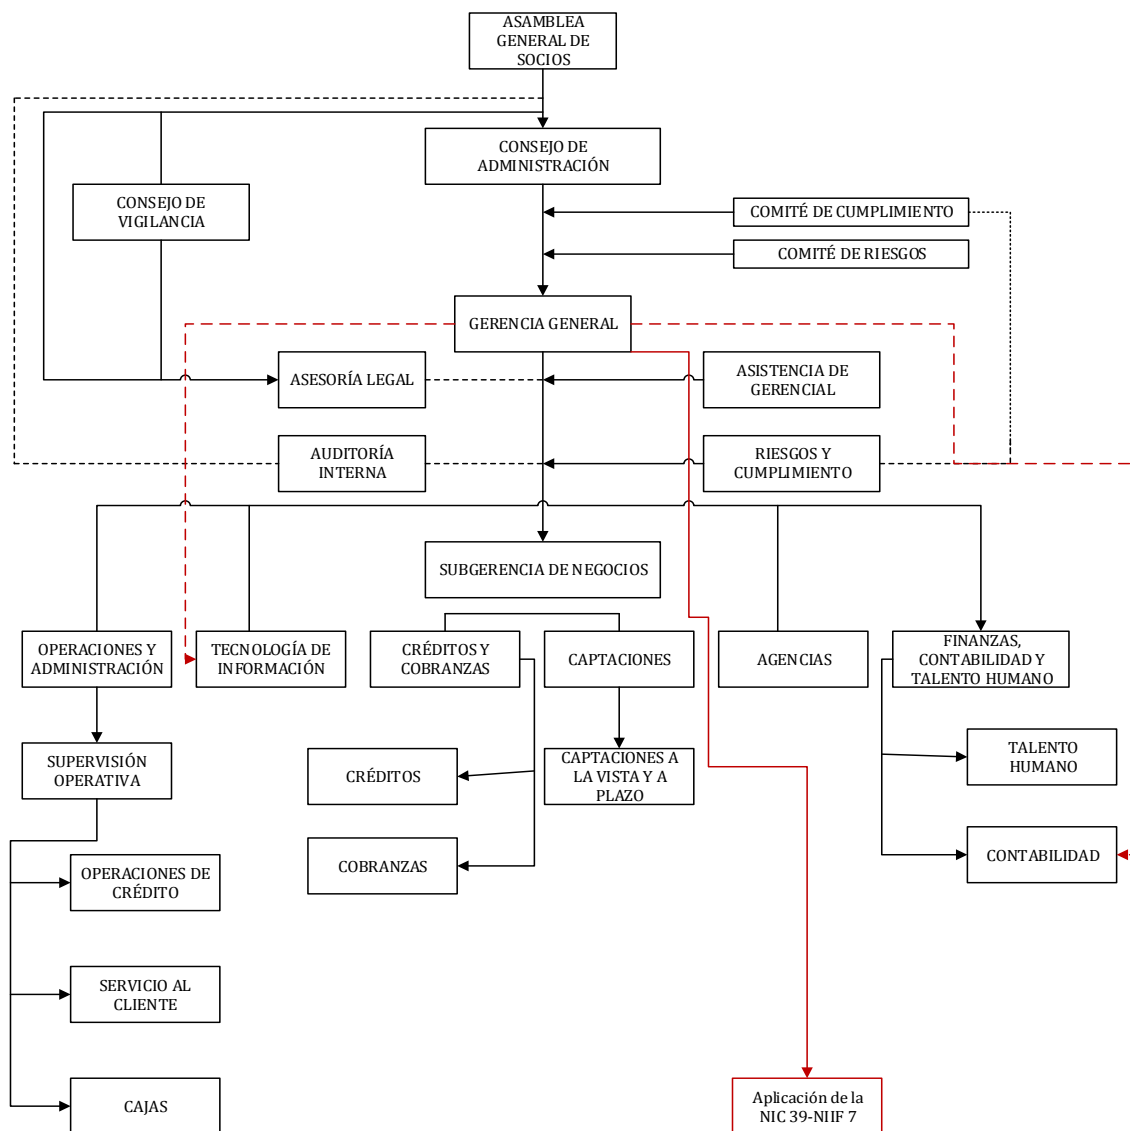 ASAMBLEA
GENERAL DE
SOCIOS
CONSEJO DE
ADMINISTRACIÓN
CONSEJO DE
VIGILANCIA
COMITÉ DE CUMPLIMIENTO
COMITÉ DE RIESGOS
GERENCIA GENERAL
ASESORÍA LEGAL
ASISTENCIA DE
GERENCIAL
AUDITORÍA
INTERNA
RIESGOS Y
CUMPLIMIENTO
SUBGERENCIA DE NEGOCIOS
OPERACIONES Y
ADMINISTRACIÓN
TECNOLOGÍA DE
INFORMACIÓN
CRÉDITOS Y
COBRANZAS
CAPTACIONES
AGENCIAS
FINANZAS,
CONTABILIDAD Y
TALENTO HUMANO
SUPERVISIÓN
OPERATIVA
CRÉDITOS
CAPTACIONES A
LA VISTA Y A
PLAZO
TALENTO
HUMANO
COBRANZAS
CONTABILIDAD
OPERACIONES DE
CRÉDITO
SERVICIO AL
CLIENTE
CAJAS
Aplicación de la
NIC 39-NIIF 7